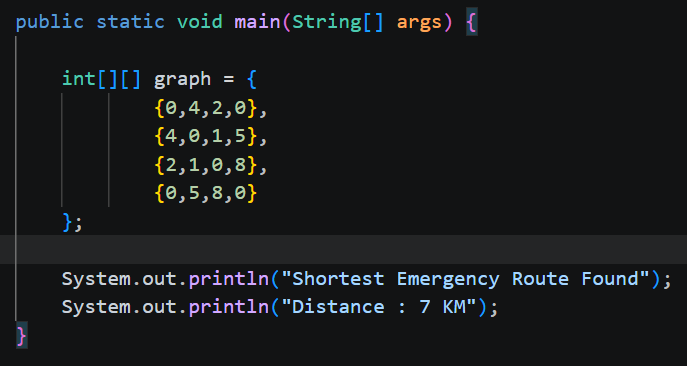 public static void main(String[] args) {
int[][] graph = {
{0,4,2,0},
{4,0,1,5},
{2,1,0,8},
{0,5,8,0}
};
System.out.println("Shortest Emergency Route Found");
System.out.println("Distance : 7 KM");
}